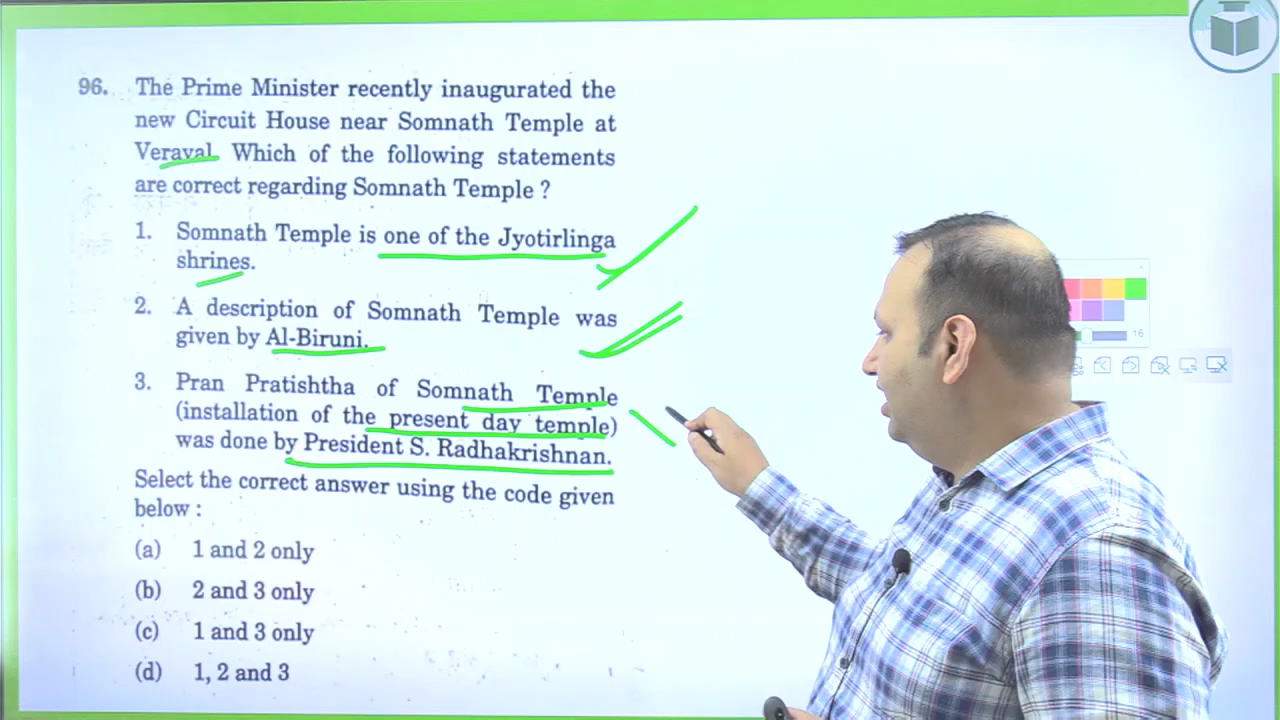 96. The Prime Minister recently inaugurated the
new Circuit House near Somnath Temple at
Veraval. Which of the following statements
are correct regarding Somnath Temple ?
1. Somnath Temple is one of the Jyotirlinga
shrines.
2. A description of Somnath Temple was
given by Al-Biruni.
3. Pran Pratishtha of Somnath Temple
(installation of the present day temple)
was done by President S. Radhakrishnan.
Select the correct answer using the code given
below :
(a) 1 and 2 only
(b) 2 and 3 only
(c) 1 and 3 only
(d) 1, 2 and 3
16